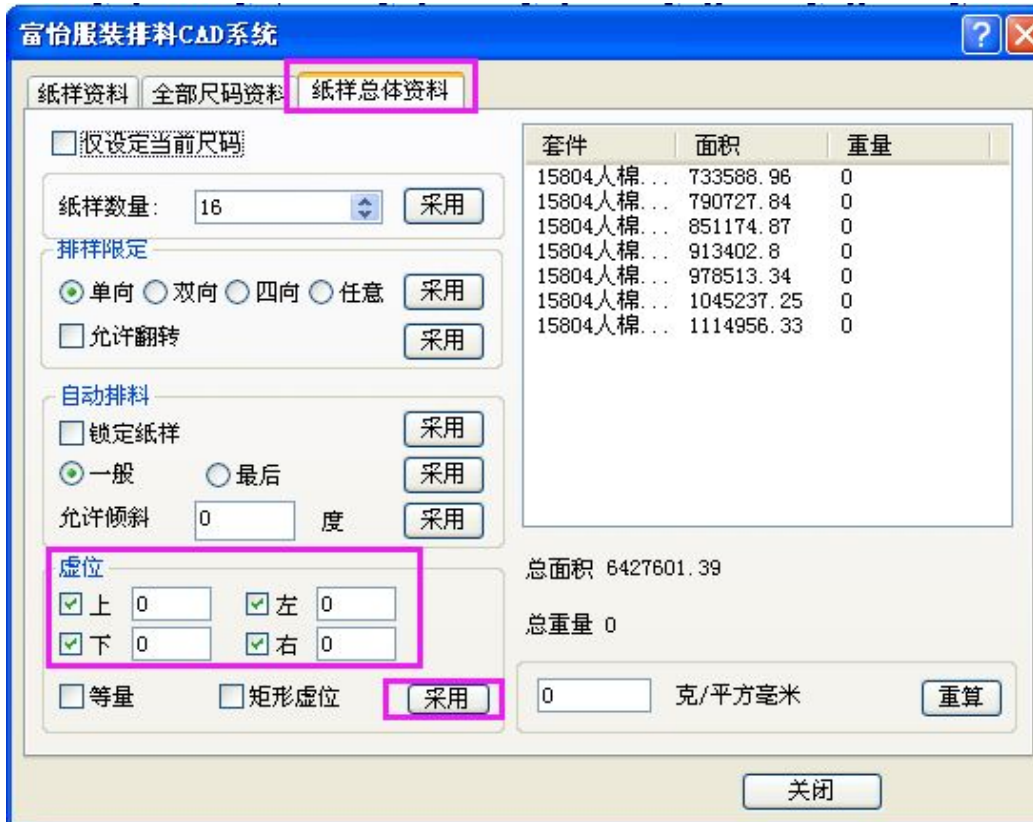 富怡服装排料CAD系统
纸样资料 全部尺码资料 纸样总体资料
仅设定当前尺码
纸样数量: 16 采用
排样限定
单向 双向 四向 任意 采用
允许翻转 采用
自动排料
锁定纸样 采用
一般 最后 采用
允许倾斜 0 度 采用
虚位
上 0 左 0
下 0 右 0
等量 矩形虚位 采用
套件 面积 重量
15804人棉... 733588.96 0
15804人棉... 790727.84 0
15804人棉... 851174.87 0
15804人棉... 913402.8 0
15804人棉... 978513.34 0
15804人棉... 1045237.25 0
15804人棉... 1114956.33 0
总面积 6427601.39
总重量 0
0 克/平方毫米 重算
关闭